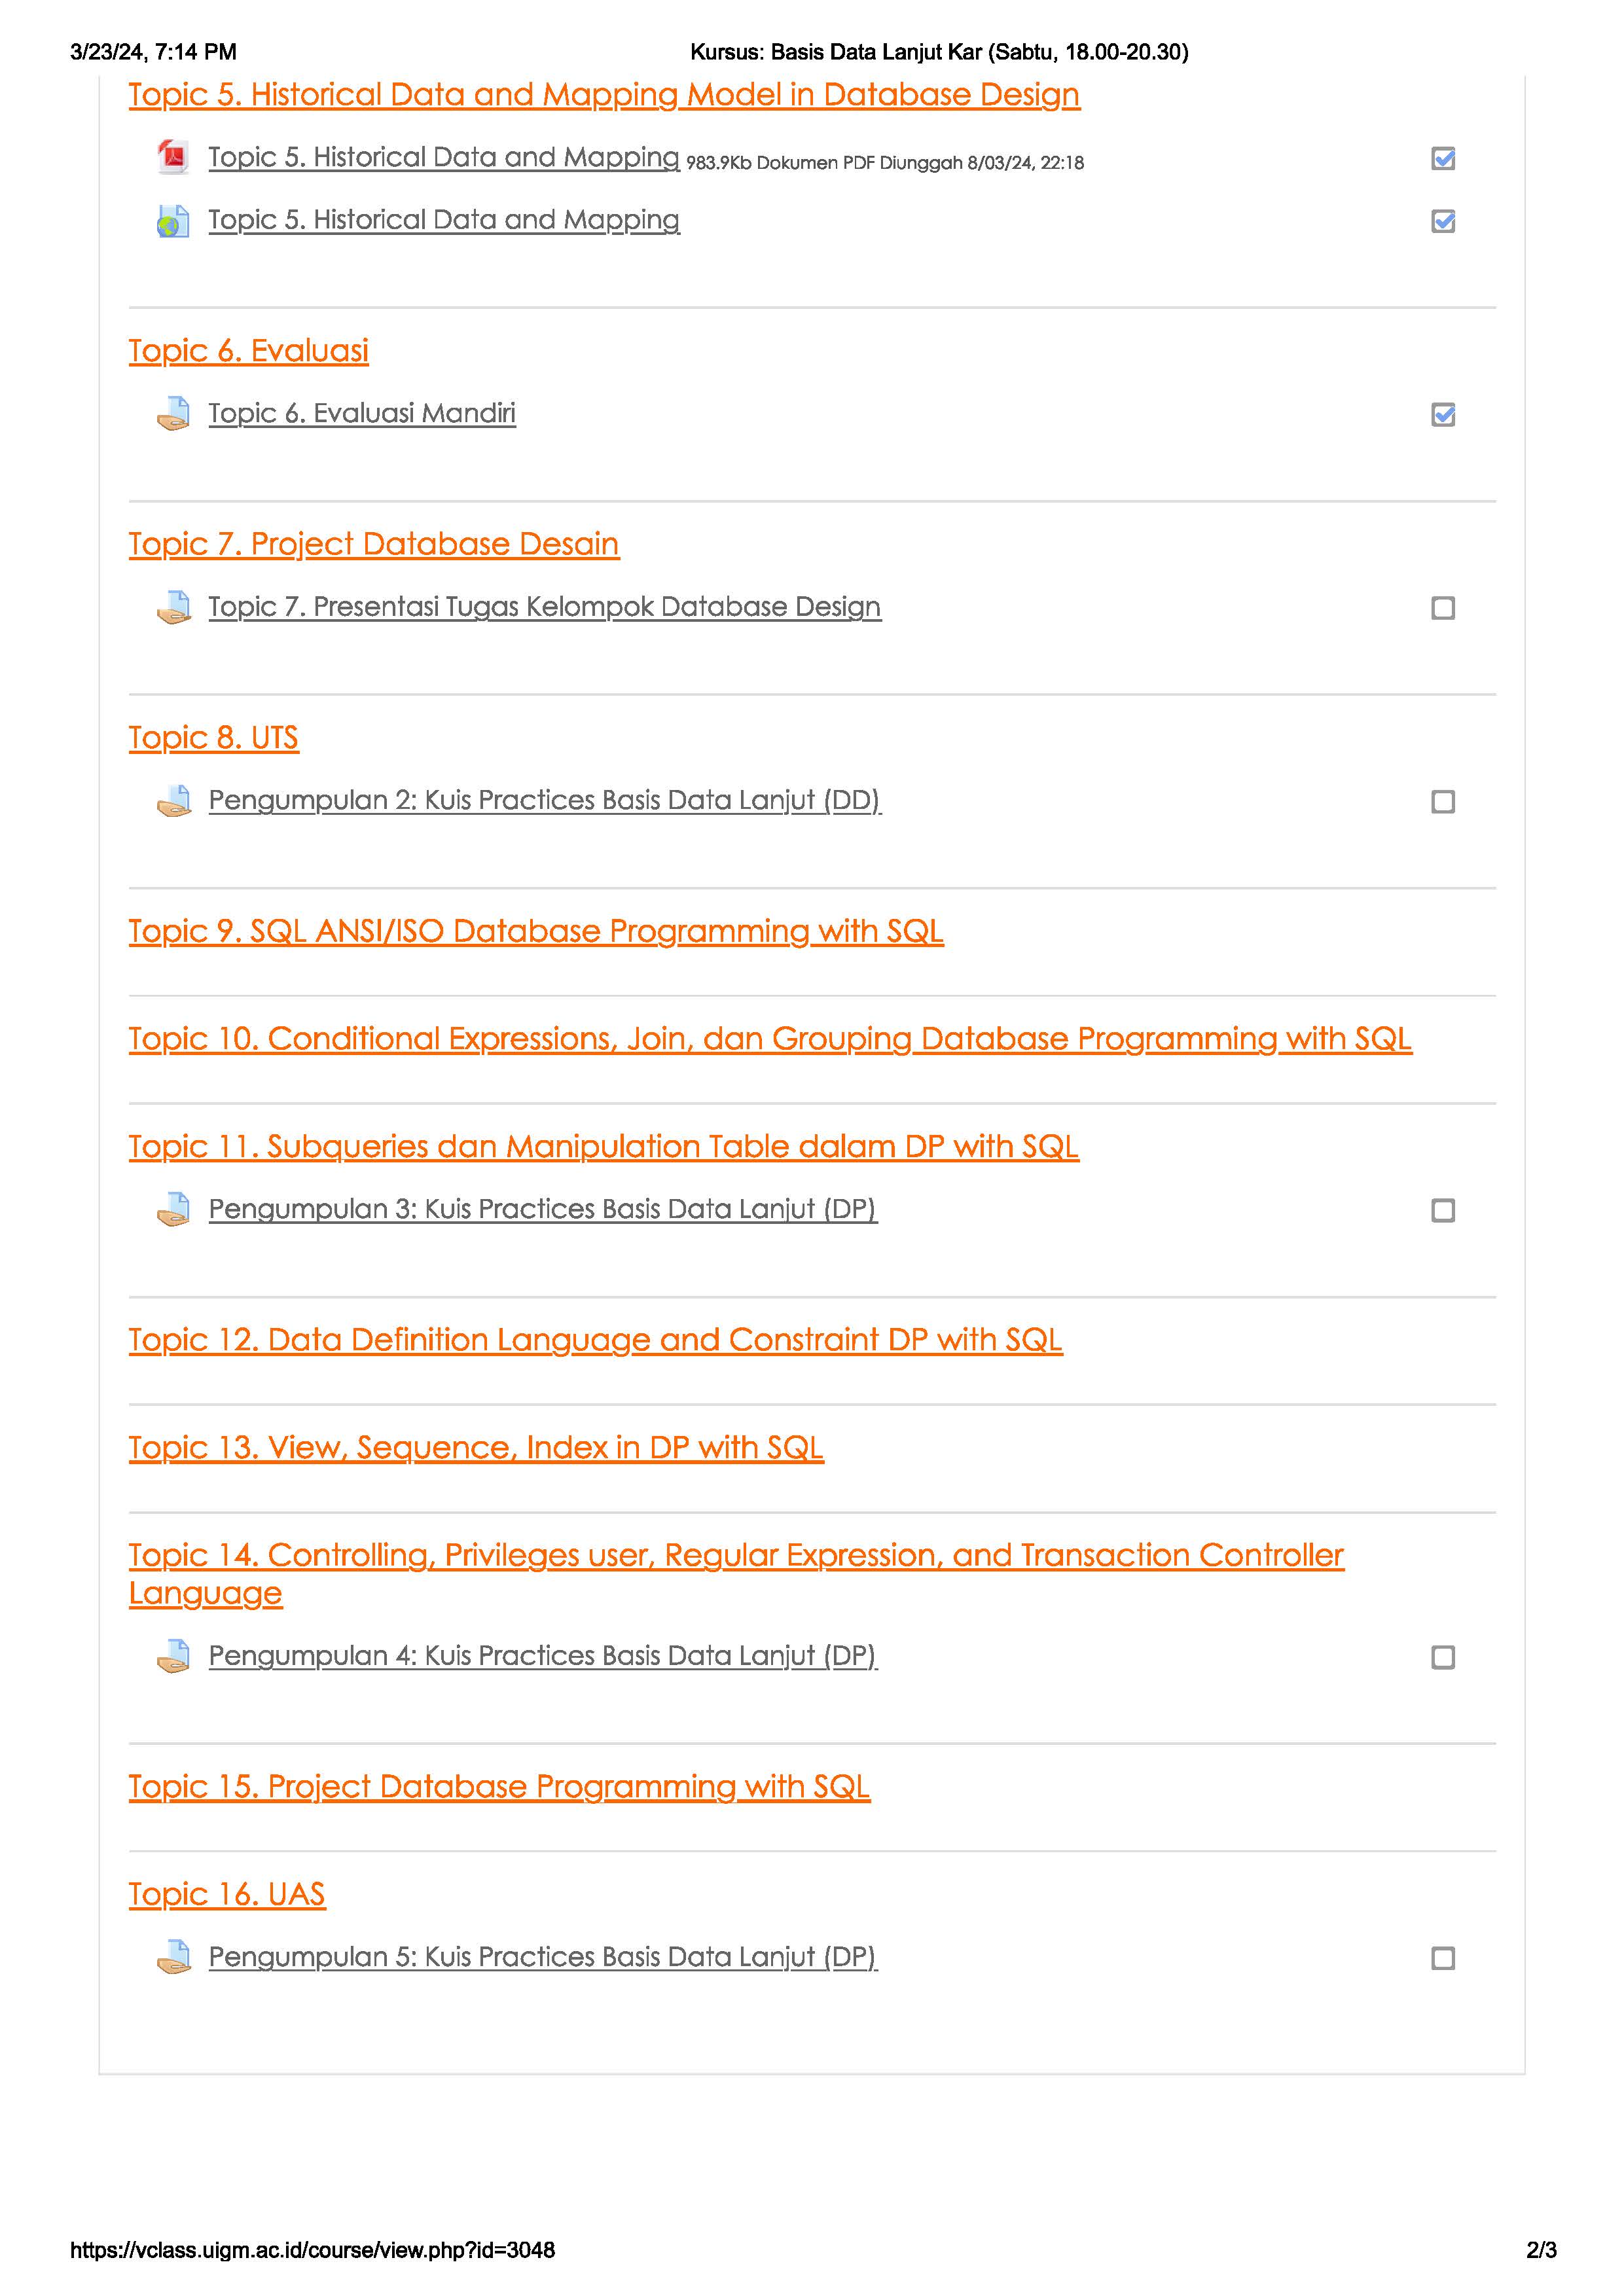 3/23/24, 7:14 PM
Kursus: Basis Data Lanjut Kar (Sabtu, 18.00-20.30)
Topic 5. Historical Data and Mapping Model in Database Design
Topic 5. Historical Data and Mapping 983.9Kb Dokumen PDF Diunggah 8/03/24, 22:18
Topic 5. Historical Data and Mapping
Topic 6. Evaluasi
Topic 6. Evaluasi Mandiri
Topic 7. Project Database Desain
Topic 7. Presentasi Tugas Kelompok Database Design
Topic 8. UTS
Pengumpulan 2: Kuis Practices Basis Data Lanjut (DD)
Topic 9. SQL ANSI/ISO Database Programming with SQL
Topic 10. Conditional Expressions, Join, dan Grouping Database Programming with SQL
Topic 11. Subqueries dan Manipulation Table dalam DP with SQL
Pengumpulan 3: Kuis Practices Basis Data Lanjut (DP)
Topic 12. Data Definition Language and Constraint DP with SQL
Topic 13. View, Sequence, Index in DP with SQL
Topic 14. Controlling, Privileges user, Regular Expression, and Transaction Controller
Language
Pengumpulan 4: Kuis Practices Basis Data Lanjut (DP)
Topic 15. Project Database Programming with SQL
Topic 16. UAS
Pengumpulan 5: Kuis Practices Basis Data Lanjut (DP)
https://vclass.uigm.ac.id/course/view.php?id=3048
2/3